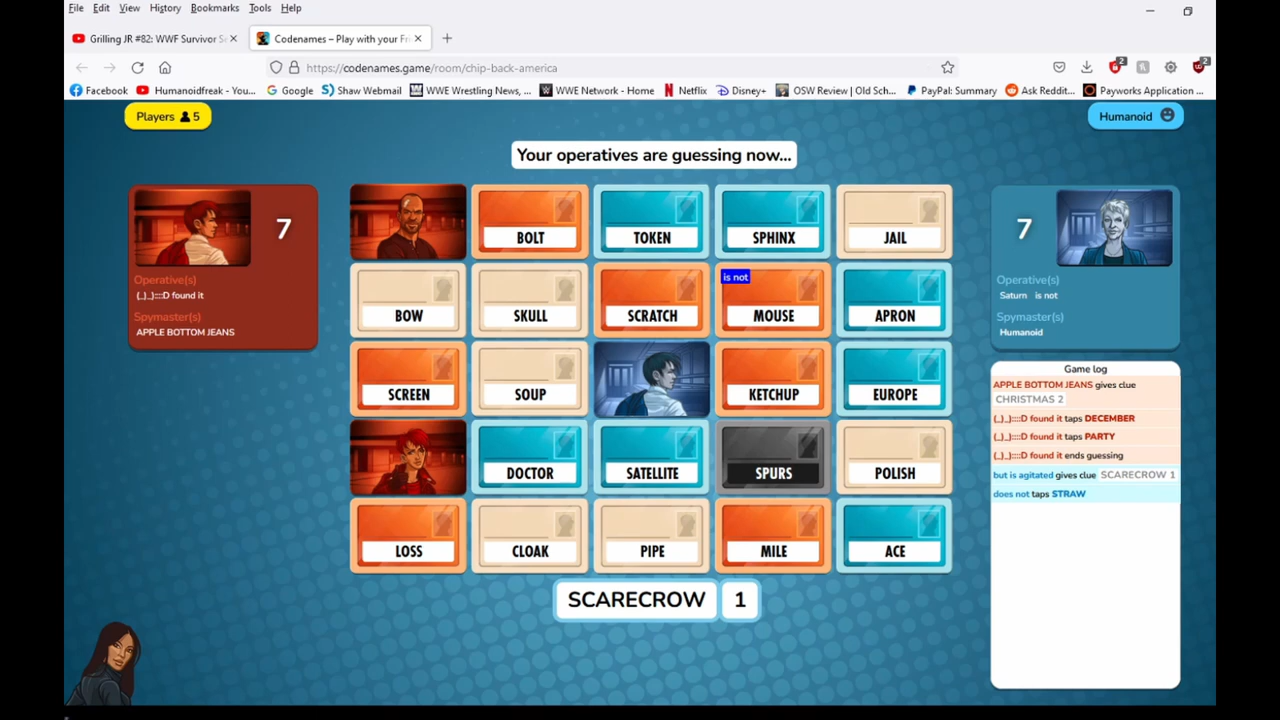 File Edit View History Bookmarks Tools Help
Grilling JR #82: WWF Survivor Se
Codenames – Play with your Fri
https://codenames.game/room/chip-back-america
2
2
Facebook Humanoidfreak - You... Google Shaw Webmail WWE Wrestling News, ... WWE Network - Home Netflix Disney+ OSW Review | Old Sch... PayPal: Summary Ask Reddit... Payworks Application ...
Players 5
Humanoid
Your operatives are guessing now...
7
Operative(s)
(_)_):::D found it
Spymaster(s)
APPLE BOTTOM JEANS
BOLT TOKEN SPHINX JAIL
is not
BOW SKULL SCRATCH MOUSE APRON
SCREEN SOUP KETCHUP EUROPE
DOCTOR SATELLITE SPURS POLISH
LOSS CLOAK PIPE MILE ACE
SCARECROW 1
7
Operative(s)
Saturn is not
Spymaster(s)
Humanoid
Game log
APPLE BOTTOM JEANS gives clue
CHRISTMAS 2
(_)_)::::D found it taps DECEMBER
(_)_)::::D found it taps PARTY
(_)_)::::D found it ends guessing
but is agitated gives clue SCARECROW 1
does not taps STRAW